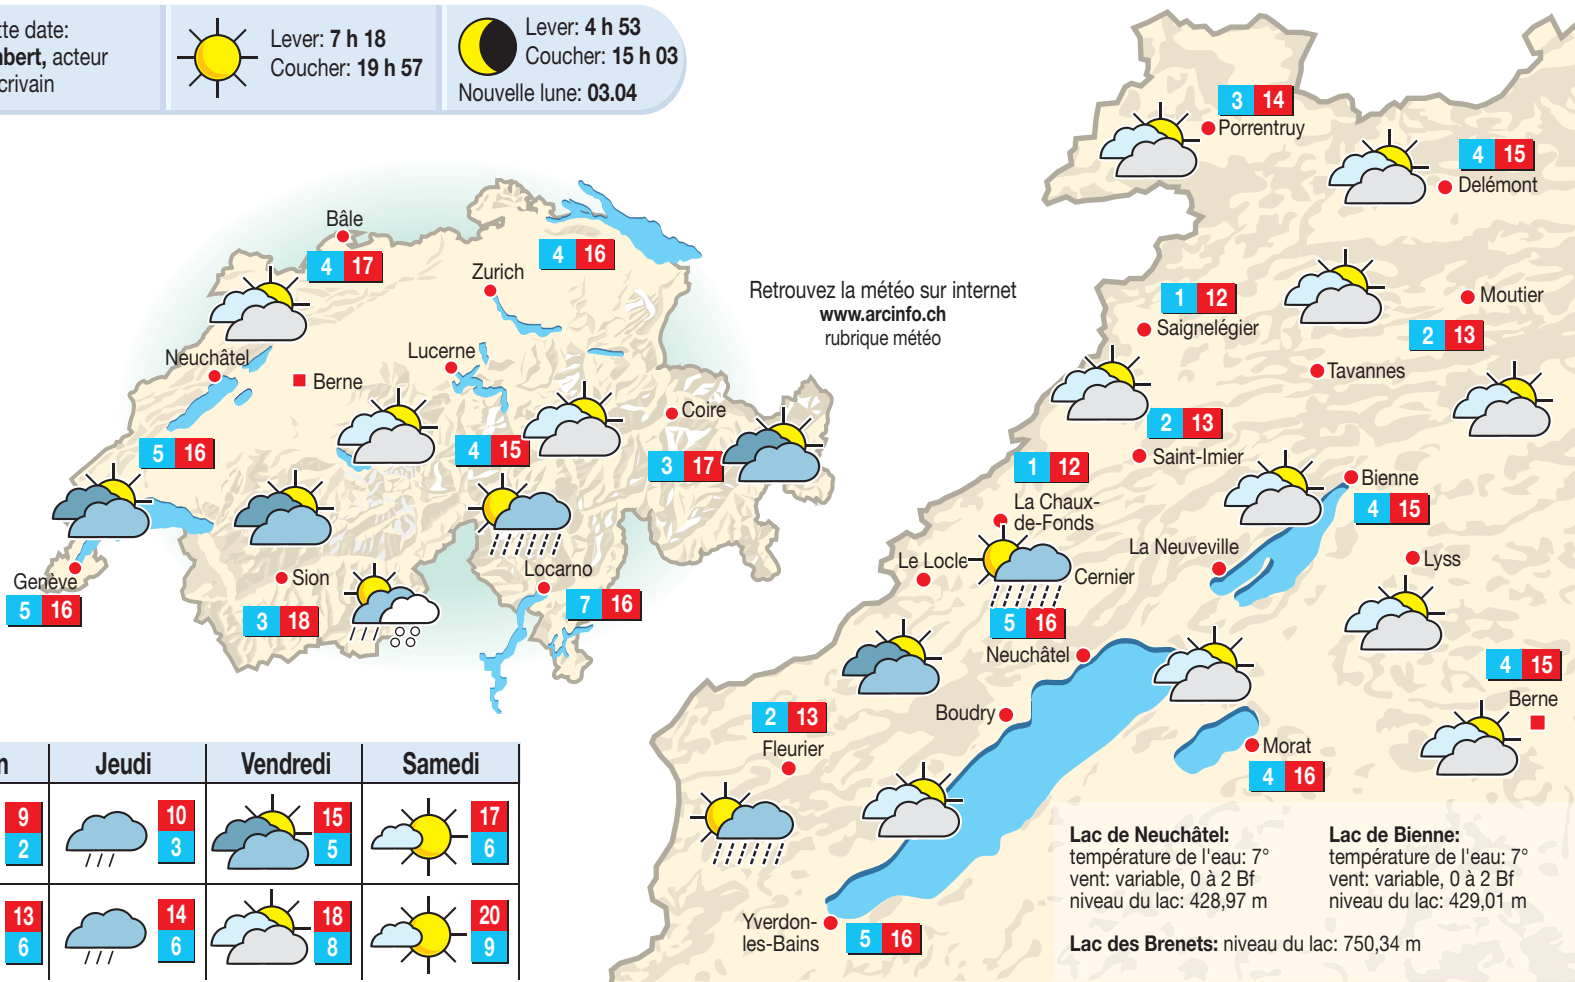 tte date:
bert, acteur
crivain
Lever: 7 h 18
Coucher: 19 h 57
Lever: 4 h 53
Coucher: 15 h 03
Nouvelle lune: 03.04
Bâle
4 17
4 16
Zurich
Neuchâtel
Berne
Lucerne
Coire
5 16
4 15
3 17
Genève
5 16
Sion
3 18
Locarno
7 16
Retrouvez la météo sur internet
www.arcinfo.ch
rubrique météo
3 14
Porrentruy
4 15
Delémont
1 12
Saignelégier
Moutier
2 13
Tavannes
2 13
Saint-Imier
1 12
La Chaux-
de-Fonds
Bienne
4 15
La Neuveville
Lyss
Le Locle
Cernier
5 16
Neuchâtel
4 15
Berne
2 13
Fleurier
Boudry
Morat
4 16
Yverdon-
les-Bains
5 16
n Jeudi Vendredi Samedi
9 10 15 17
2 3 5 6
13 14 18 20
6 6 8 9
Lac de Neuchâtel:
température de l'eau: 7°
vent: variable, 0 à 2 Bf
niveau du lac: 428,97 m
Lac de Bienne:
température de l'eau: 7°
vent: variable, 0 à 2 Bf
niveau du lac: 429,01 m
Lac des Brenets: niveau du lac: 750,34 m